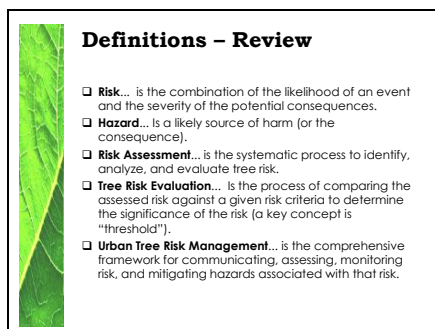 Definitions – Review
❑ Risk... is the combination of the likelihood of an event
and the severity of the potential consequences.
❑ Hazard... Is a likely source of harm (or the
consequence).
❑ Risk Assessment... is the systematic process to identify,
analyze, and evaluate tree risk.
❑ Tree Risk Evaluation... Is the process of comparing the
assessed risk against a given risk criteria to determine
the significance of the risk (a key concept is
“threshold”).
❑ Urban Tree Risk Management... is the comprehensive
framework for communicating, assessing, monitoring
risk, and mitigating hazards associated with that risk.